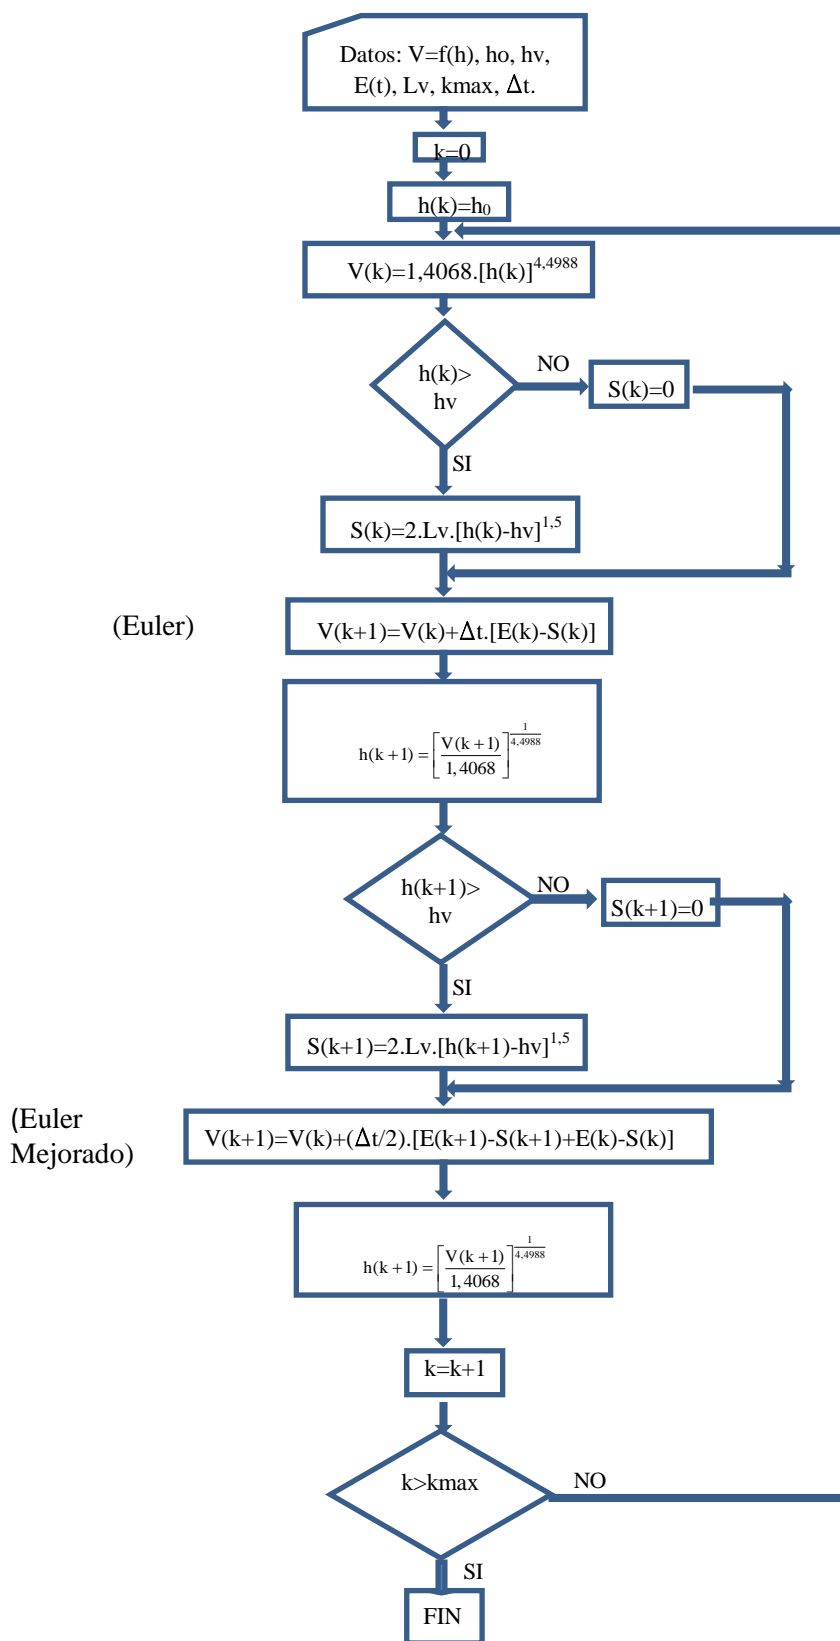 Datos: V=f(h), ho, hv,
E(t), Lv, kmax, Δt.
k=0
h(k)=h₀
V(k)=1,4068.[h(k)]^4,4988
h(k)>
hv
NO
S(k)=0
SI
S(k)=2.Lv.[h(k)-hv]^1,5
(Euler)
V(k+1)=V(k)+Δt.[E(k)-S(k)]
h(k+1)=[V(k+1)/1,4068]^(1/4,4988)
h(k+1)>
hv
NO
S(k+1)=0
SI
S(k+1)=2.Lv.[h(k+1)-hv]^1,5
(Euler
Mejorado)
V(k+1)=V(k)+(Δt/2).[E(k+1)-S(k+1)+E(k)-S(k)]
h(k+1)=[V(k+1)/1,4068]^(1/4,4988)
k=k+1
k>kmax
NO
SI
FIN